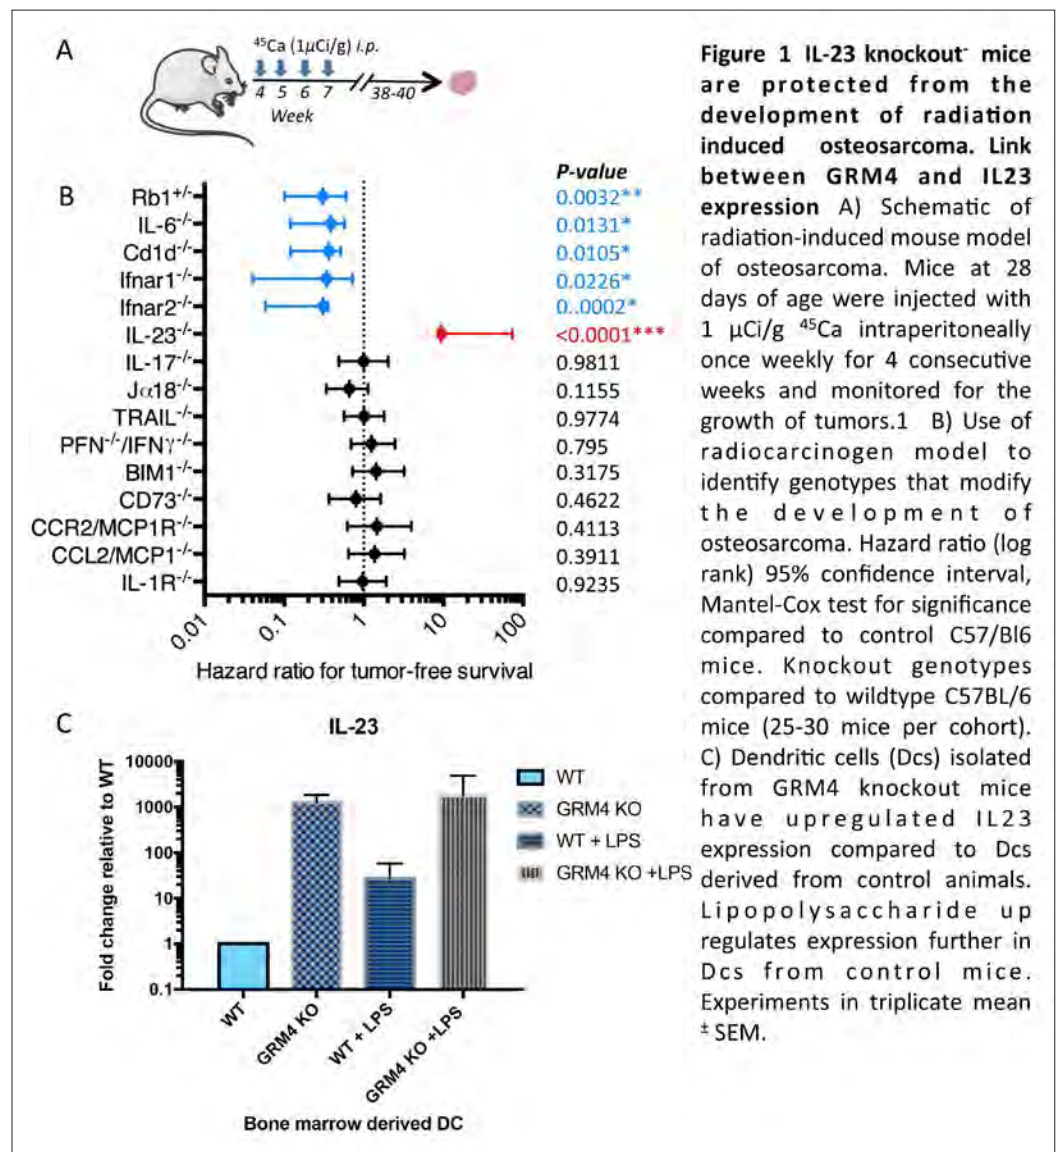 A
⁴⁵Ca (1µCi/g) i.p.
4 5 6 7 38-40
Week
B
P-value
Rb1⁺/⁻ 0.0032**
IL-6⁻/⁻ 0.0131*
Cd1d⁻/⁻ 0.0105*
Ifnar1⁻/⁻ 0.0226*
Ifnar2⁻/⁻ 0..0002*
IL-23⁻/⁻ <0.0001***
IL-17⁻/⁻ 0.9811
Jα18⁻/⁻ 0.1155
TRAIL⁻/⁻ 0.9774
PFN⁻/⁻/IFNγ⁻/⁻ 0.795
BIM1⁻/⁻ 0.3175
CD73⁻/⁻ 0.4622
CCR2/MCP1R⁻/⁻ 0.4113
CCL2/MCP1⁻/⁻ 0.3911
IL-1R⁻/⁻ 0.9235
0.01 0.1 1 10 100
Hazard ratio for tumor-free survival
C
IL-23
Fold change relative to WT
10000
1000
100
10
1
0.1
WT
GRM4 KO
WT + LPS
GRM4 KO +LPS
WT
GRM4 KO
WT + LPS
GRM4 KO +LPS
Bone marrow derived DC
Figure 1 IL-23 knockout⁻ mice
are protected from the
development of radiation
induced osteosarcoma. Link
between GRM4 and IL23
expression A) Schematic of
radiation-induced mouse model
of osteosarcoma. Mice at 28
days of age were injected with
1 µCi/g ⁴⁵Ca intraperitoneally
once weekly for 4 consecutive
weeks and monitored for the
growth of tumors.1 B) Use of
radiocarcinogen model to
identify genotypes that modify
the development of
osteosarcoma. Hazard ratio (log
rank) 95% confidence interval,
Mantel-Cox test for significance
compared to control C57/Bl6
mice. Knockout genotypes
compared to wildtype C57BL/6
mice (25-30 mice per cohort).
C) Dendritic cells (Dcs) isolated
from GRM4 knockout mice
have upregulated IL23
expression compared to Dcs
derived from control animals.
Lipopolysaccharide up
regulates expression further in
Dcs from control mice.
Experiments in triplicate mean
± SEM.